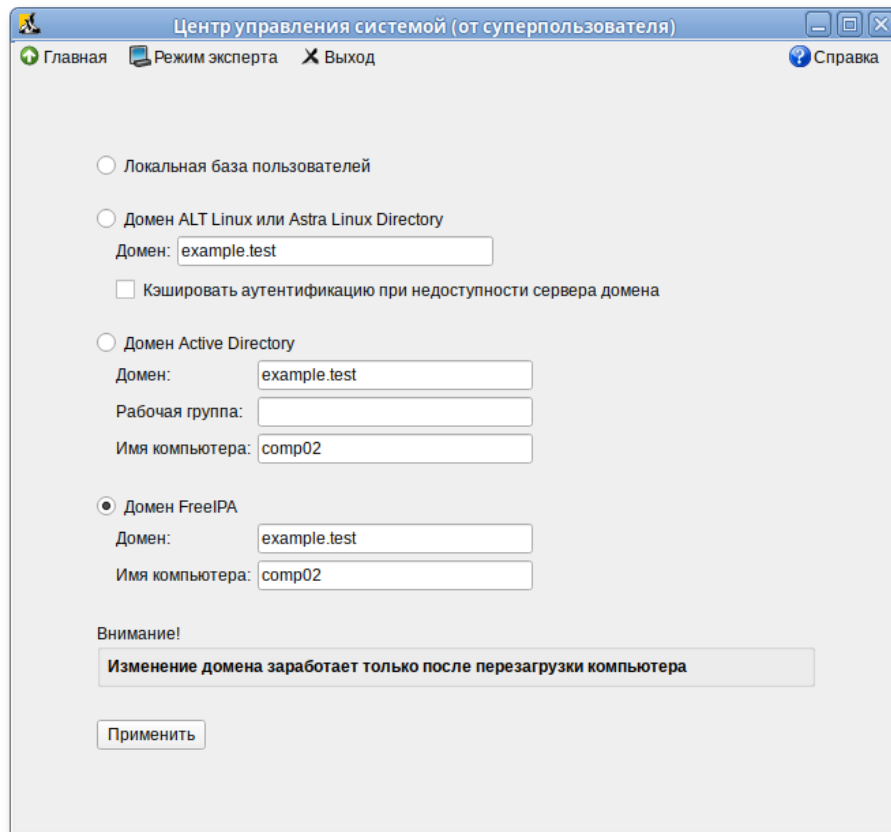 Центр управления системой (от суперпользователя)
Главная Режим эксперта Выход Справка
Локальная база пользователей
Домен ALT Linux или Astra Linux Directory
Домен: example.test
Кэшировать аутентификацию при недоступности сервера домена
Домен Active Directory
Домен: example.test
Рабочая группа:
Имя компьютера: comp02
Домен FreeIPA
Домен: example.test
Имя компьютера: comp02
Внимание!
Изменение домена заработает только после перезагрузки компьютера
Применить